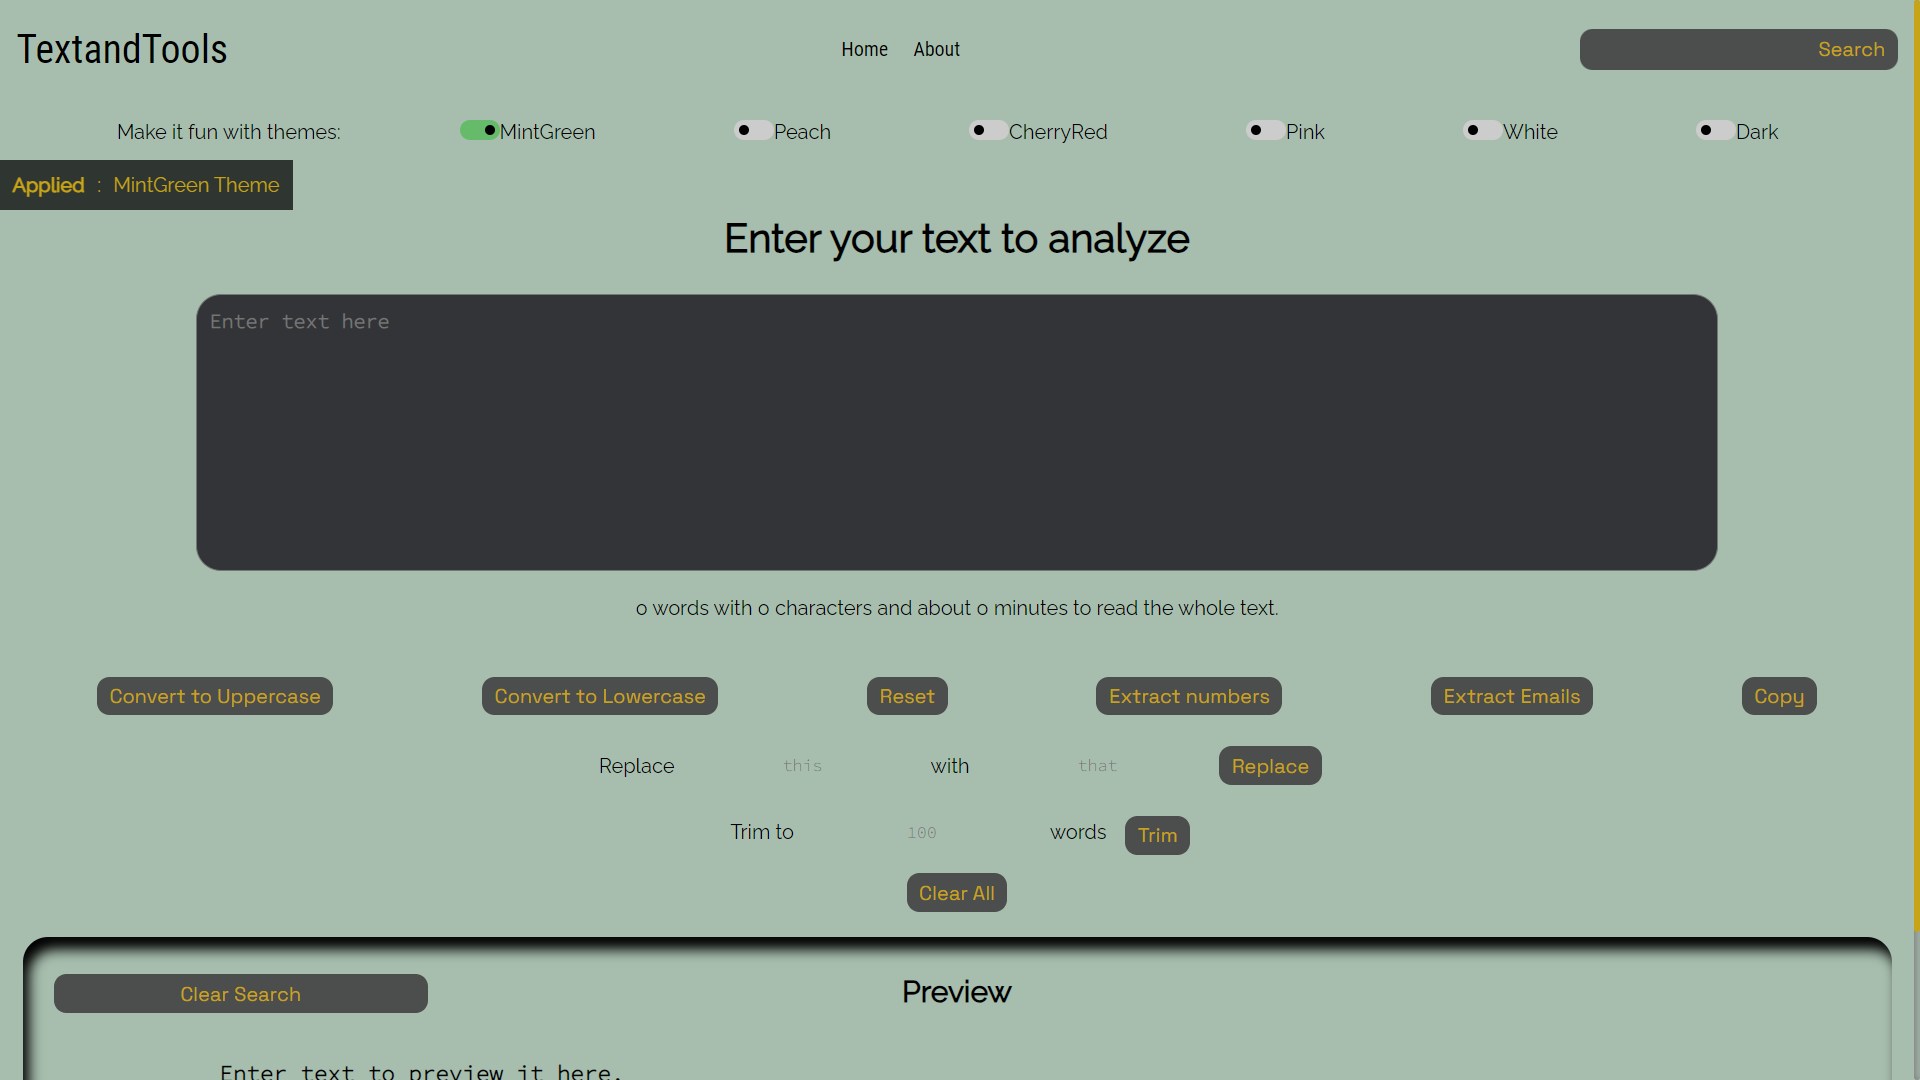 TextandTools Home About Search
Make it fun with themes: MintGreen Peach CherryRed Pink White Dark
Applied : MintGreen Theme
Enter your text to analyze
Enter text here
0 words with 0 characters and about 0 minutes to read the whole text.
Convert to Uppercase Convert to Lowercase Reset Extract numbers Extract Emails Copy
Replace this with that Replace
Trim to 100 words Trim
Clear All
Clear Search Preview
Enter text to preview it here.